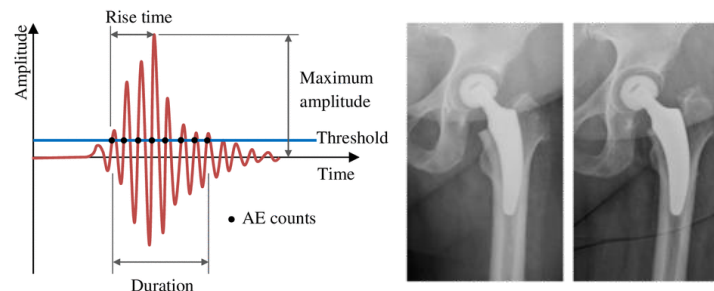 Rise time
Amplitude
Maximum
amplitude
Threshold
Time
AE counts
Duration